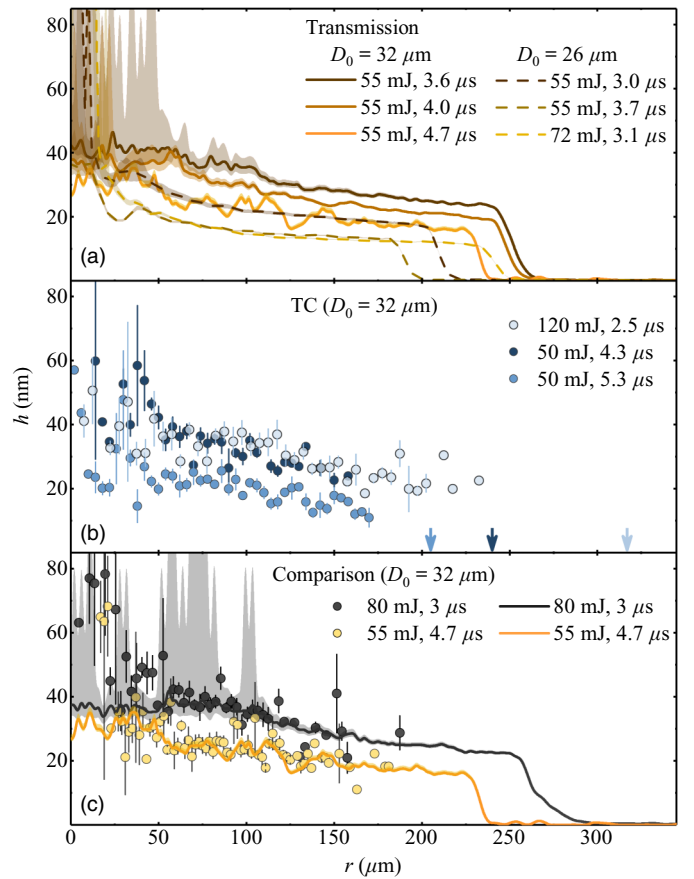 80
60
40
20
(a)
Transmission
D₀ = 32 μm
D₀ = 26 μm
55 mJ, 3.6 μs
55 mJ, 3.0 μs
55 mJ, 4.0 μs
55 mJ, 3.7 μs
55 mJ, 4.7 μs
72 mJ, 3.1 μs
80
60
40
20
h (nm)
(b)
TC (D₀ = 32 μm)
120 mJ, 2.5 μs
50 mJ, 4.3 μs
50 mJ, 5.3 μs
80
60
40
20
(c)
Comparison (D₀ = 32 μm)
80 mJ, 3 μs
80 mJ, 3 μs
55 mJ, 4.7 μs
55 mJ, 4.7 μs
0 50 100 150 200 250 300
r (μm)